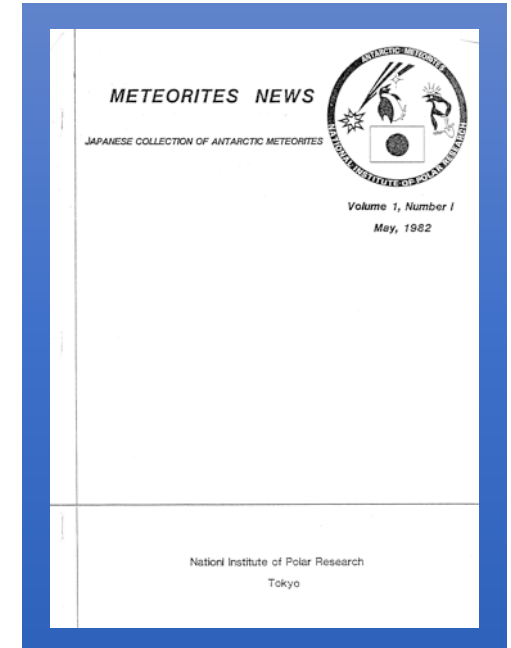 METEORITES NEWS
JAPANESE COLLECTION OF ANTARCTIC METEORITES
ANTARCTIC METEORITES
NATIONAL INSTITUTE OF POLAR RESEARCH
Volume 1, Number I
May, 1982
Nationl Institute of Polar Research
Tokyo